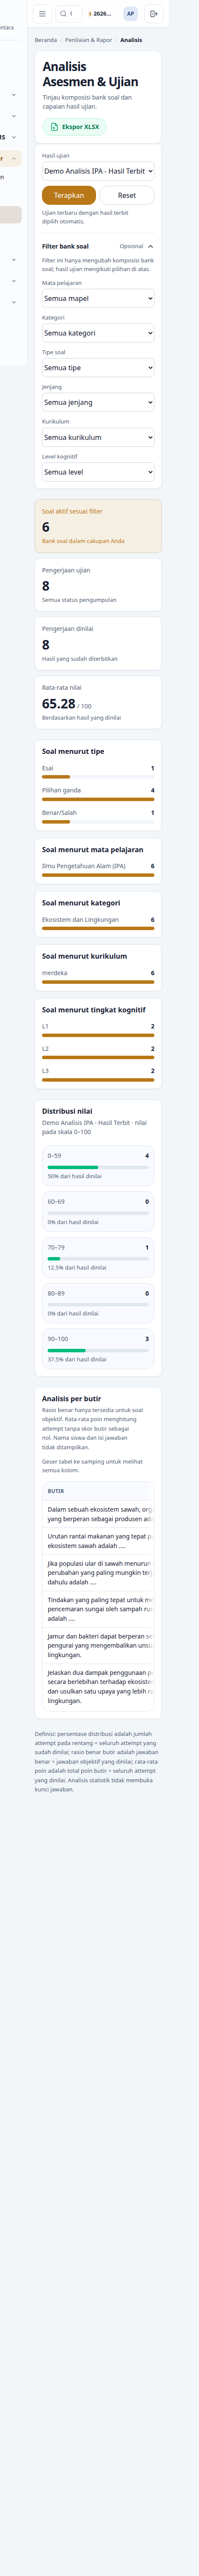 2026...
AP
antara
MS
r
n
Beranda / Penilaian & Rapor / Analisis
Analisis
Asesmen & Ujian
Tinjau komposisi bank soal dan
capaian hasil ujian.
Ekspor XLSX
Hasil ujian
Demo Analisis IPA - Hasil Terbit
Terapkan
Reset
Ujian terbaru dengan hasil terbit
dipilih otomatis.
Filter bank soal
Opsional
Filter ini hanya mengubah komposisi bank
soal; hasil ujian mengikuti pilihan di atas.
Mata pelajaran
Semua mapel
Kategori
Semua kategori
Tipe soal
Semua tipe
Jenjang
Semua jenjang
Kurikulum
Semua kurikulum
Level kognitif
Semua level
Soal aktif sesuai filter
6
Bank soal dalam cakupan Anda
Pengerjaan ujian
8
Semua status pengumpulan
Pengerjaan dinilai
8
Hasil yang sudah diterbitkan
Rata-rata nilai
65.28 / 100
Berdasarkan hasil yang dinilai
Soal menurut tipe
Esai 1
Pilihan ganda 4
Benar/Salah 1
Soal menurut mata pelajaran
Ilmu Pengetahuan Alam (IPA) 6
Soal menurut kategori
Ekosistem dan Lingkungan 6
Soal menurut kurikulum
merdeka 6
Soal menurut tingkat kognitif
L1 2
L2 2
L3 2
Distribusi nilai
Demo Analisis IPA - Hasil Terbit · nilai
pada skala 0–100
0–59 4
50% dari hasil dinilai
60–69 0
0% dari hasil dinilai
70–79 1
12.5% dari hasil dinilai
80–89 0
0% dari hasil dinilai
90–100 3
37.5% dari hasil dinilai
Analisis per butir
Rasio benar hanya tersedia untuk soal
objektif. Rata-rata poin menghitung
attempt tanpa skor butir sebagai
nol. Nama siswa dan isi jawaban
tidak ditampilkan.
Geser tabel ke samping untuk melihat
semua kolom.
BUTIR
Dalam sebuah ekosistem sawah, org
yang berperan sebagai produsen ada
Urutan rantai makanan yang tepat p
ekosistem sawah adalah ....
Jika populasi ular di sawah menurun
perubahan yang paling mungkin terj
dahulu adalah ....
Tindakan yang paling tepat untuk me
pencemaran sungai oleh sampah rum
adalah ....
Jamur dan bakteri dapat berperan se
pengurai yang mengembalikan unsu
lingkungan.
Jelaskan dua dampak penggunaan pe
secara berlebihan terhadap ekosistem
dan usulkan satu upaya yang lebih ra
lingkungan.
Definisi: persentase distribusi adalah jumlah
attempt pada rentang ÷ seluruh attempt yang
sudah dinilai; rasio benar butir adalah jawaban
benar ÷ jawaban objektif yang dinilai; rata-rata
poin adalah total poin butir ÷ seluruh attempt
yang dinilai. Analisis statistik tidak membuka
kunci jawaban.